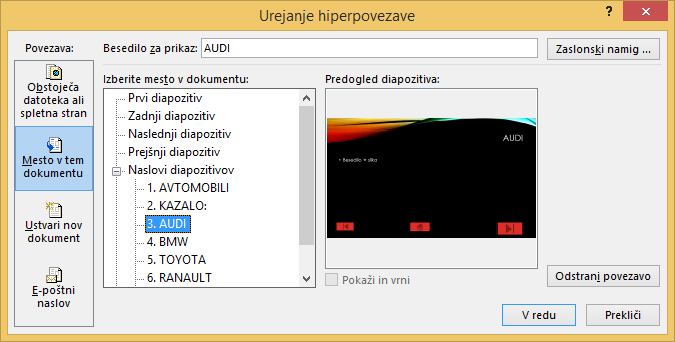 Urejanje hiperpovezave
?
Povezava:
Besedilo za prikaz: AUDI
Zaslonski namig ...
Obstoječa
datoteka ali
spletna stran
Mesto v tem
dokumentu
Ustvari nov
dokument
E-poštni
naslov
Izberite mesto v dokumentu:
Prvi diapozitiv
Zadnji diapozitiv
Naslednji diapozitiv
Prejšnji diapozitiv
Naslovi diapozitivov
1. AVTOMOBILI
2. KAZALO:
3. AUDI
4. BMW
5. TOYOTA
6. RANAULT
Predogled diapozitiva:
AUDI
• Besedilo + slika
Pokaži in vrni
Odstrani povezavo
V redu
Prekliči